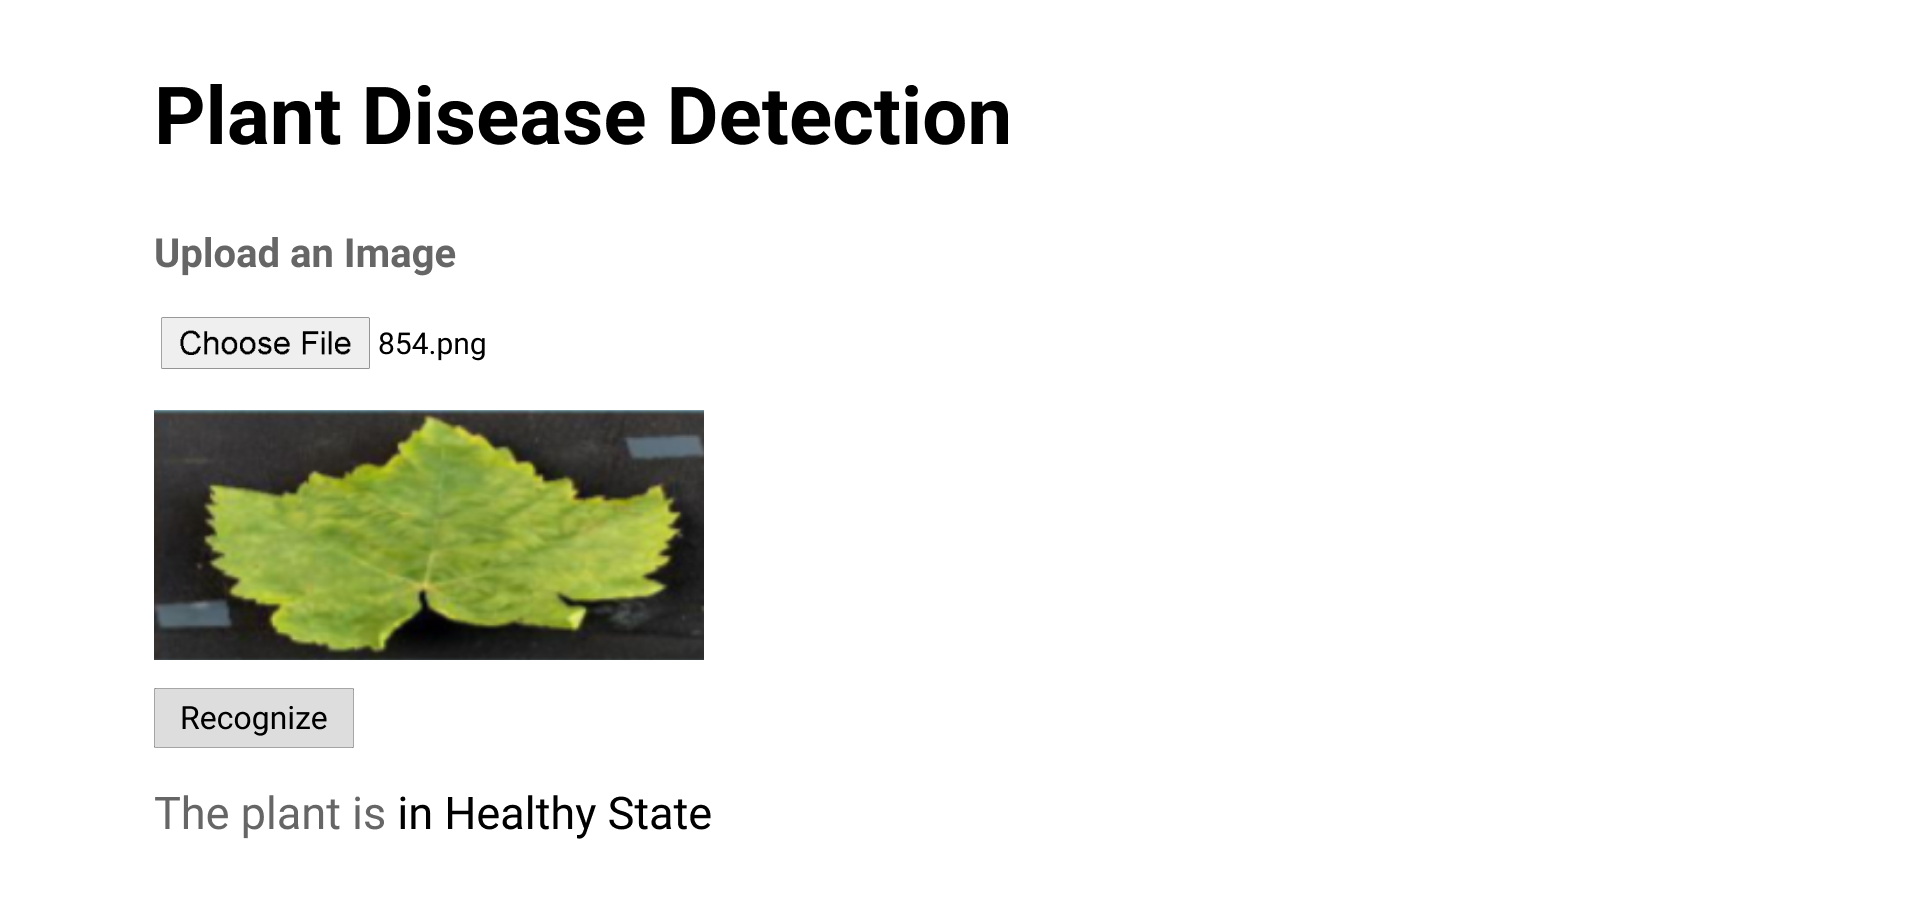 Plant Disease Detection
Upload an Image
Choose File 854.png
Recognize
The plant is in Healthy State